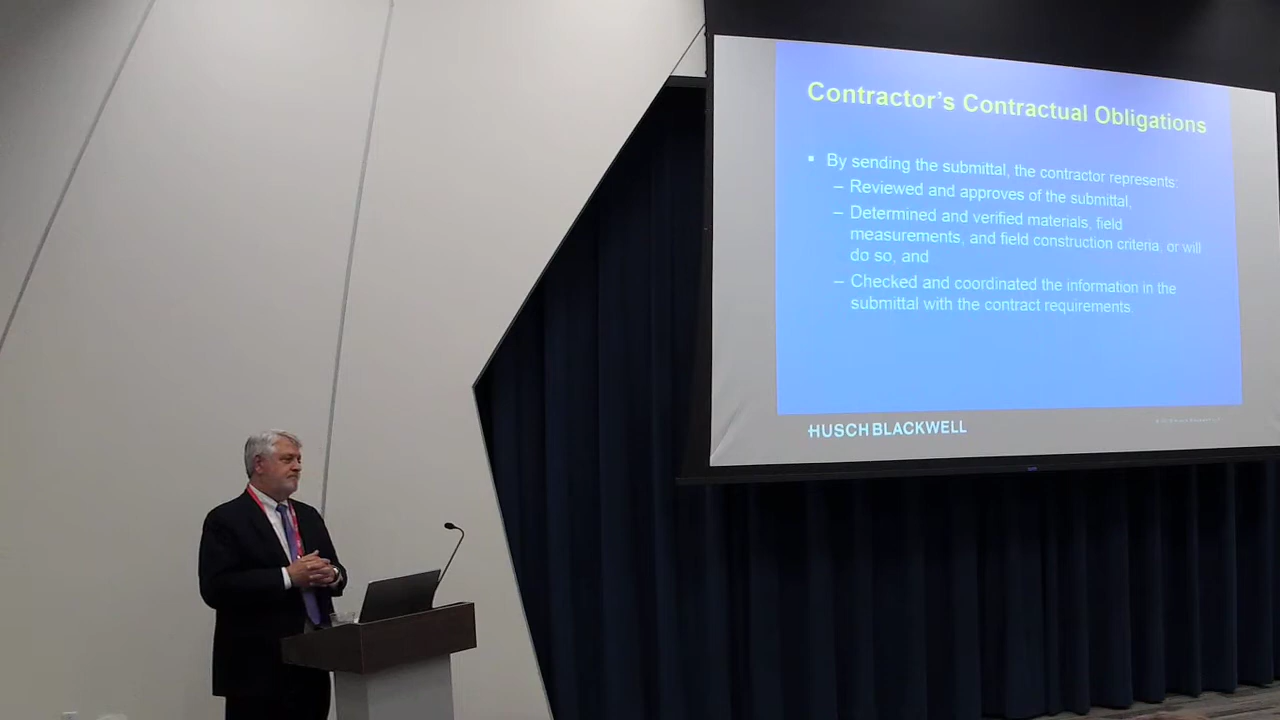 Contractor's Contractual Obligations
▪ By sending the submittal, the contractor represents:
– Reviewed and approves of the submittal,
– Determined and verified materials, field
measurements, and field construction criteria, or will
do so, and
– Checked and coordinated the information in the
submittal with the contract requirements
HUSCH BLACKWELL